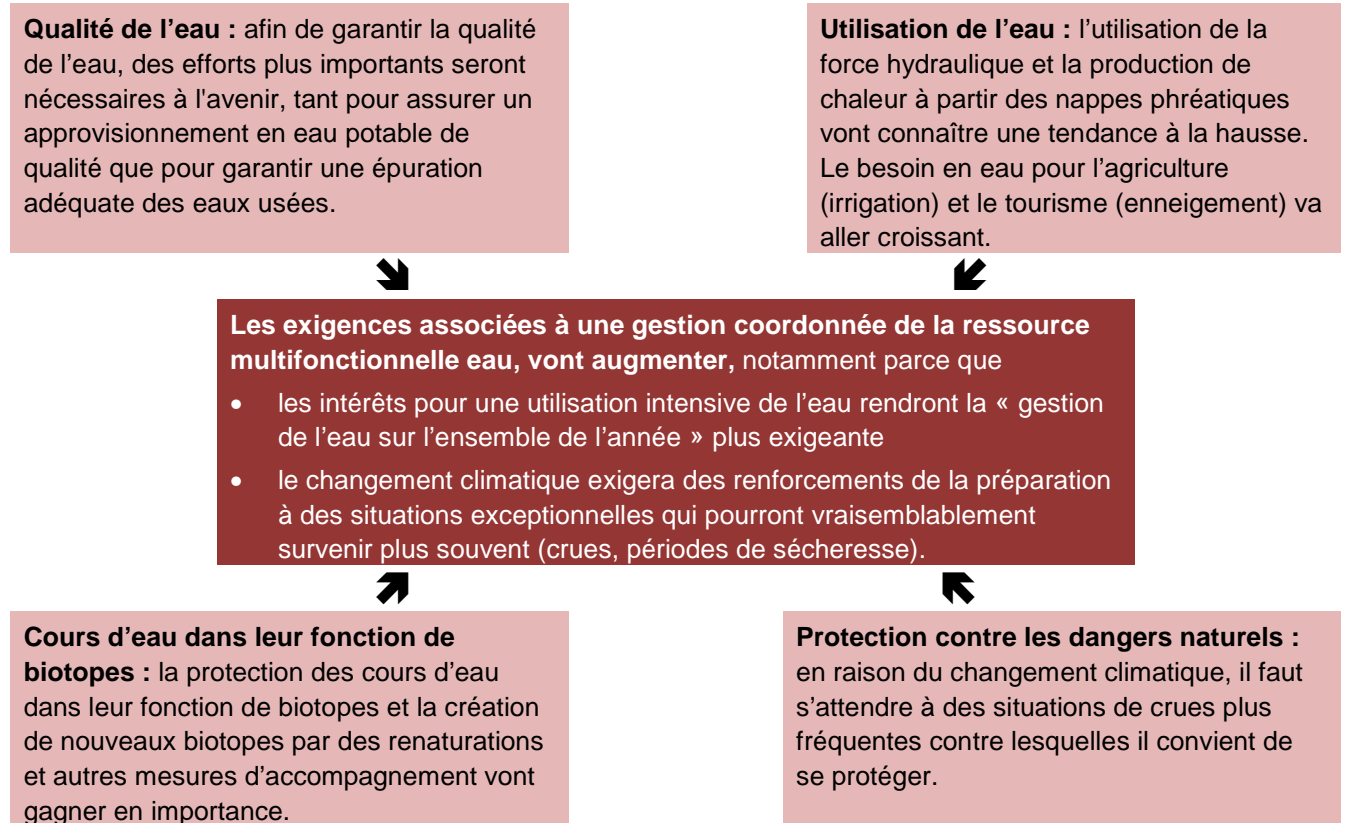 Qualité de l’eau : afin de garantir la qualité
de l’eau, des efforts plus importants seront
nécessaires à l'avenir, tant pour assurer un
approvisionnement en eau potable de
qualité que pour garantir une épuration
adéquate des eaux usées.
Utilisation de l’eau : l’utilisation de la
force hydraulique et la production de
chaleur à partir des nappes phréatiques
vont connaître une tendance à la hausse.
Le besoin en eau pour l’agriculture
(irrigation) et le tourisme (enneigement) va
aller croissant.
Les exigences associées à une gestion coordonnée de la ressource
multifonctionnelle eau, vont augmenter, notamment parce que
• les intérêts pour une utilisation intensive de l’eau rendront la « gestion
de l’eau sur l’ensemble de l’année » plus exigeante
• le changement climatique exigera des renforcements de la préparation
à des situations exceptionnelles qui pourront vraisemblablement
survenir plus souvent (crues, périodes de sécheresse).
Cours d’eau dans leur fonction de
biotopes : la protection des cours d’eau
dans leur fonction de biotopes et la création
de nouveaux biotopes par des renaturations
et autres mesures d’accompagnement vont
gagner en importance.
Protection contre les dangers naturels :
en raison du changement climatique, il faut
s’attendre à des situations de crues plus
fréquentes contre lesquelles il convient de
se protéger.